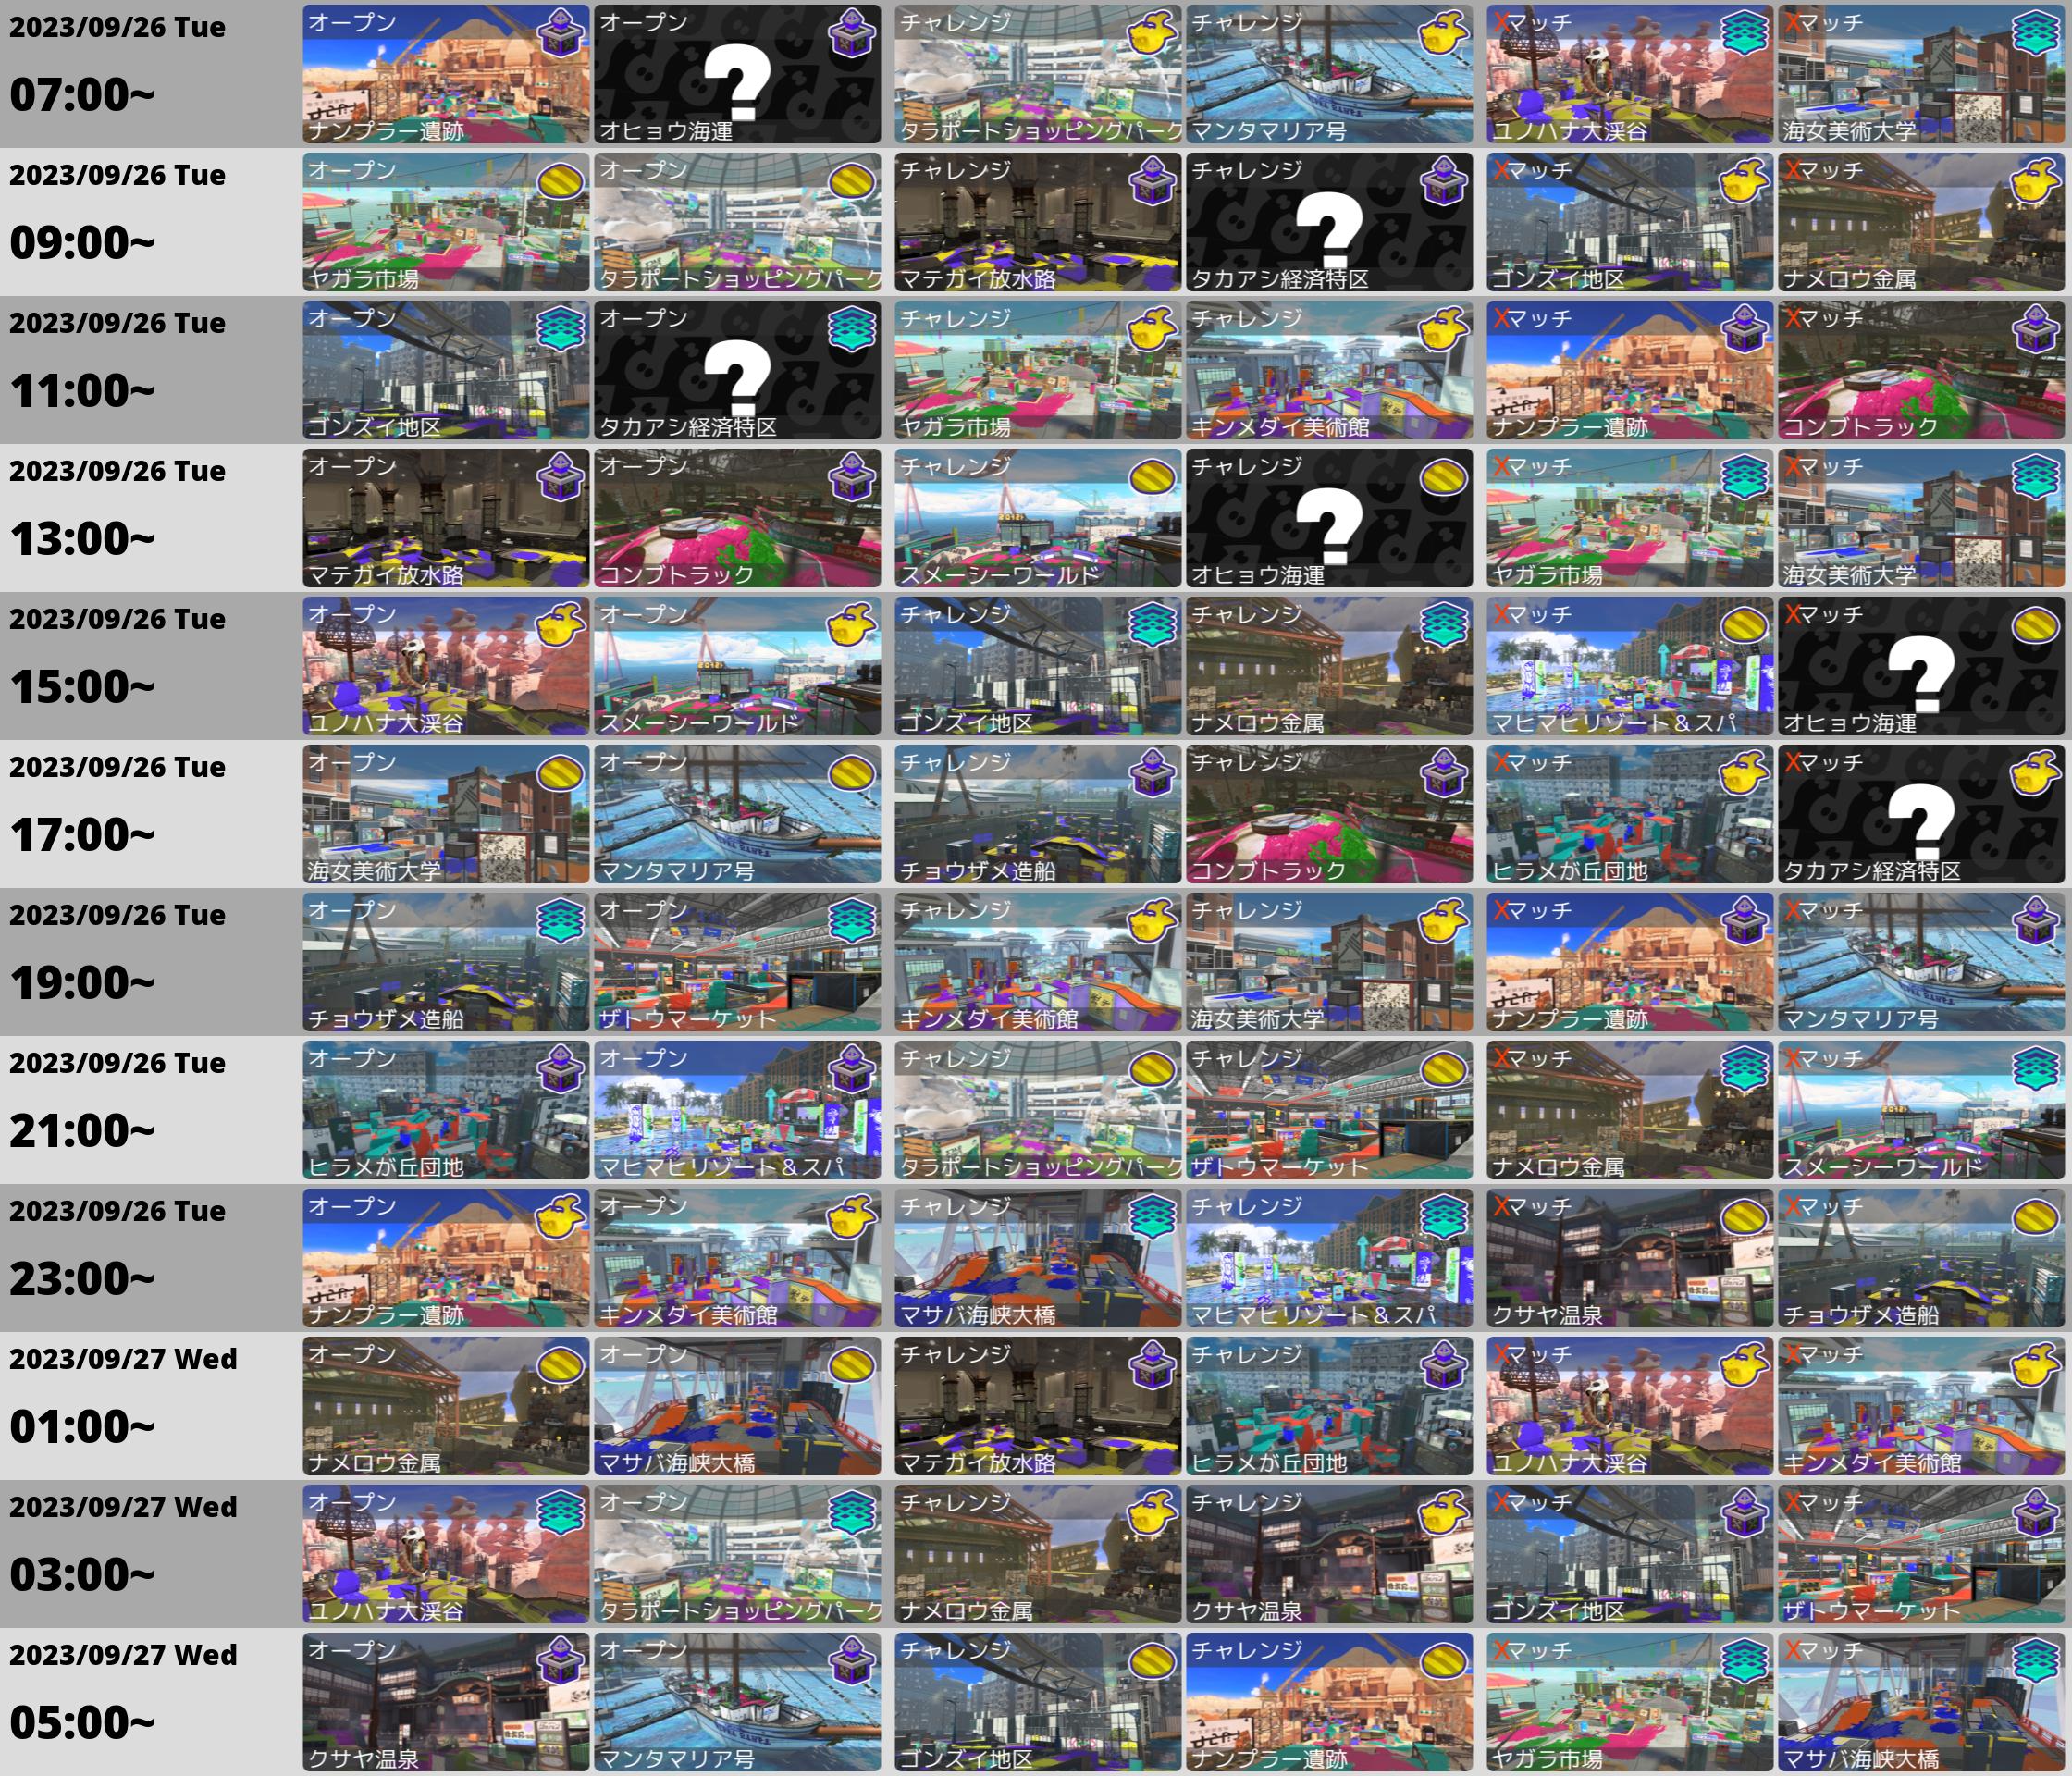 2023/09/26 Tue
07:00~
オープン
ナンプラー遺跡
オープン
オヒョウ海運
チャレンジ
タラポートショッピングパーク
チャレンジ
マンタマリア号
Xマッチ
ユノハナ大渓谷
Xマッチ
海女美術大学
2023/09/26 Tue
09:00~
オープン
ヤガラ市場
オープン
タラポートショッピングパーク
チャレンジ
マテガイ放水路
チャレンジ
タカアシ経済特区
Xマッチ
ゴンズイ地区
Xマッチ
ナメロウ金属
2023/09/26 Tue
11:00~
オープン
ゴンズイ地区
オープン
タカアシ経済特区
チャレンジ
ヤガラ市場
チャレンジ
キンメダイ美術館
Xマッチ
ナンプラー遺跡
Xマッチ
コンブトラック
2023/09/26 Tue
13:00~
オープン
マテガイ放水路
オープン
コンブトラック
チャレンジ
スメーシーワールド
チャレンジ
オヒョウ海運
Xマッチ
ヤガラ市場
Xマッチ
海女美術大学
2023/09/26 Tue
15:00~
オープン
ユノハナ大渓谷
オープン
スメーシーワールド
チャレンジ
ゴンズイ地区
チャレンジ
ナメロウ金属
Xマッチ
マヒマヒリゾート＆スパ
Xマッチ
オヒョウ海運
2023/09/26 Tue
17:00~
オープン
海女美術大学
オープン
マンタマリア号
チャレンジ
チョウザメ造船
チャレンジ
コンブトラック
Xマッチ
ヒラメが丘団地
Xマッチ
タカアシ経済特区
2023/09/26 Tue
19:00~
オープン
チョウザメ造船
オープン
ザトウマーケット
チャレンジ
キンメダイ美術館
チャレンジ
海女美術大学
Xマッチ
ナンプラー遺跡
Xマッチ
マンタマリア号
2023/09/26 Tue
21:00~
オープン
ヒラメが丘団地
オープン
マヒマヒリゾート＆スパ
チャレンジ
タラポートショッピングパーク
チャレンジ
ザトウマーケット
Xマッチ
ナメロウ金属
Xマッチ
スメーシーワールド
2023/09/26 Tue
23:00~
オープン
ナンプラー遺跡
オープン
キンメダイ美術館
チャレンジ
マサバ海峡大橋
チャレンジ
マヒマヒリゾート＆スパ
Xマッチ
クサヤ温泉
Xマッチ
チョウザメ造船
2023/09/27 Wed
01:00~
オープン
ナメロウ金属
オープン
マサバ海峡大橋
チャレンジ
マテガイ放水路
チャレンジ
ヒラメが丘団地
Xマッチ
ユノハナ大渓谷
Xマッチ
キンメダイ美術館
2023/09/27 Wed
03:00~
オープン
ユノハナ大渓谷
オープン
タラポートショッピングパーク
チャレンジ
ナメロウ金属
チャレンジ
クサヤ温泉
Xマッチ
ゴンズイ地区
Xマッチ
ザトウマーケット
2023/09/27 Wed
05:00~
オープン
クサヤ温泉
オープン
マンタマリア号
チャレンジ
ゴンズイ地区
チャレンジ
ナンプラー遺跡
Xマッチ
ヤガラ市場
Xマッチ
マサバ海峡大橋